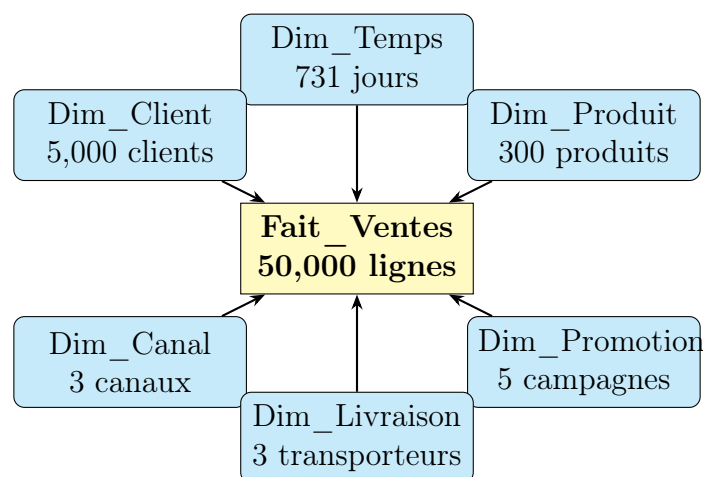 Dim_Temps
731 jours
Dim_Client
5,000 clients
Dim_Produit
300 produits
Fait_Ventes
50,000 lignes
Dim_Canal
3 canaux
Dim_Promotion
5 campagnes
Dim_Livraison
3 transporteurs